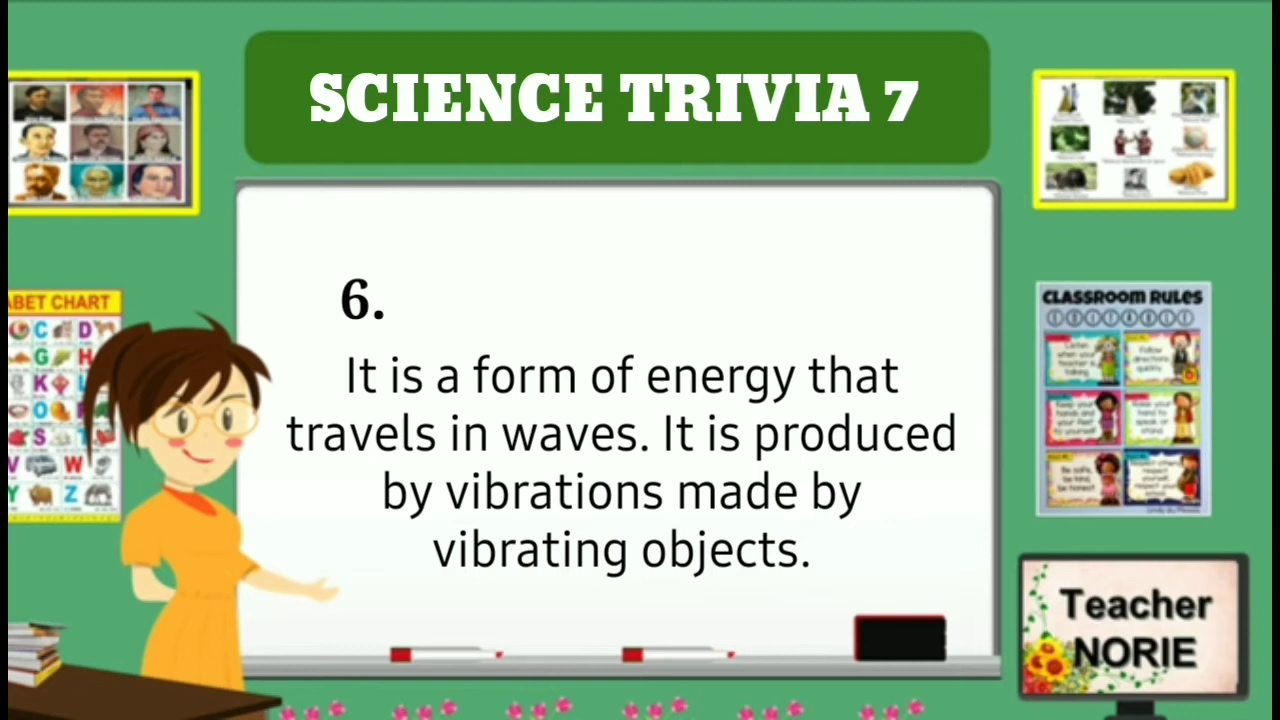 SCIENCE TRIVIA 7
6.
It is a form of energy that
travels in waves. It is produced
by vibrations made by
vibrating objects.
ABET CHART
C D
G H
K L
O
S T
V W
Y Z
CLASSROOM RULES
Teacher
NORIE